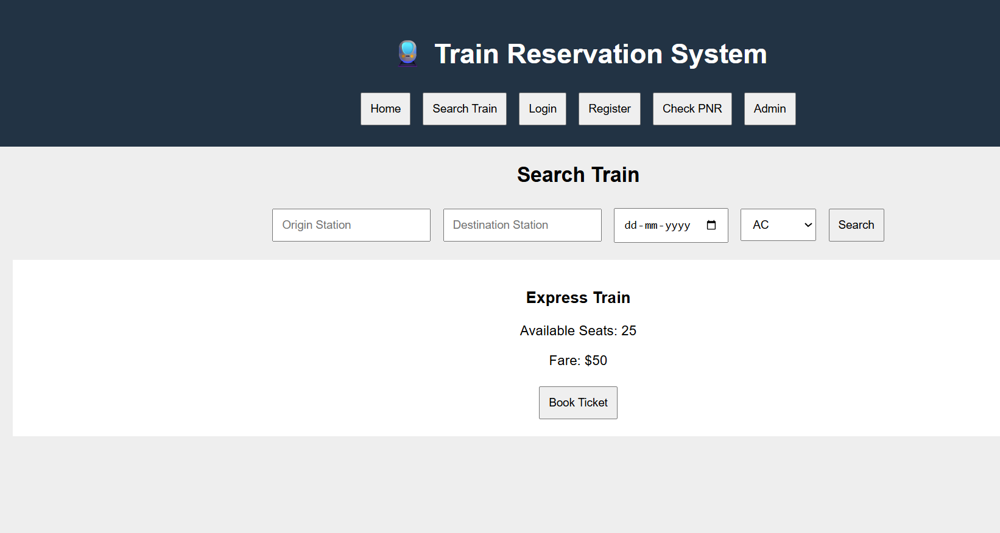 Train Reservation System
Home Search Train Login Register Check PNR Admin
Search Train
Origin Station Destination Station dd-mm-yyyy AC Search
Express Train
Available Seats: 25
Fare: $50
Book Ticket